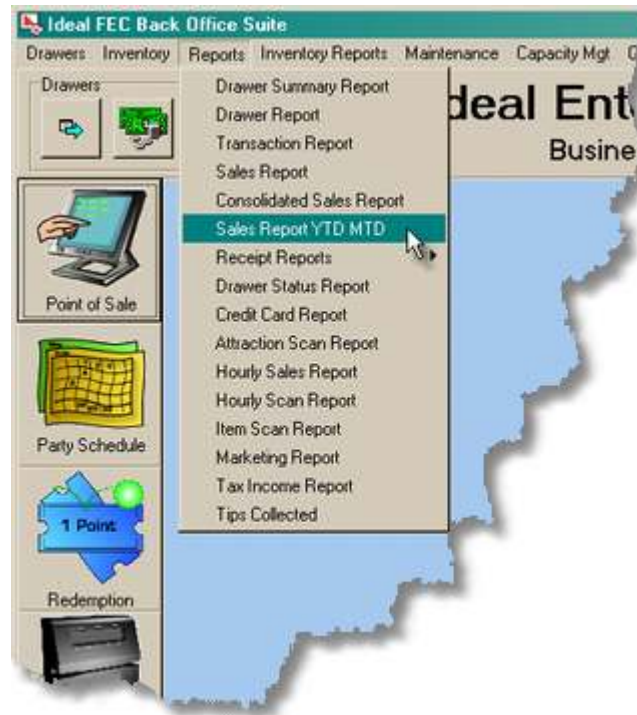 Ideal FEC Back Office Suite
Drawers Inventory Reports Inventory Reports Maintenance Capacity Mgt
Drawers
deal Ent
Busine
Drawer Summary Report
Drawer Report
Transaction Report
Sales Report
Consolidated Sales Report
Sales Report YTD MTD
Receipt Reports
Drawer Status Report
Credit Card Report
Attraction Scan Report
Hourly Sales Report
Hourly Scan Report
Item Scan Report
Marketing Report
Tax Income Report
Tips Collected
Point of Sale
Party Schedule
1 Point
Redemption